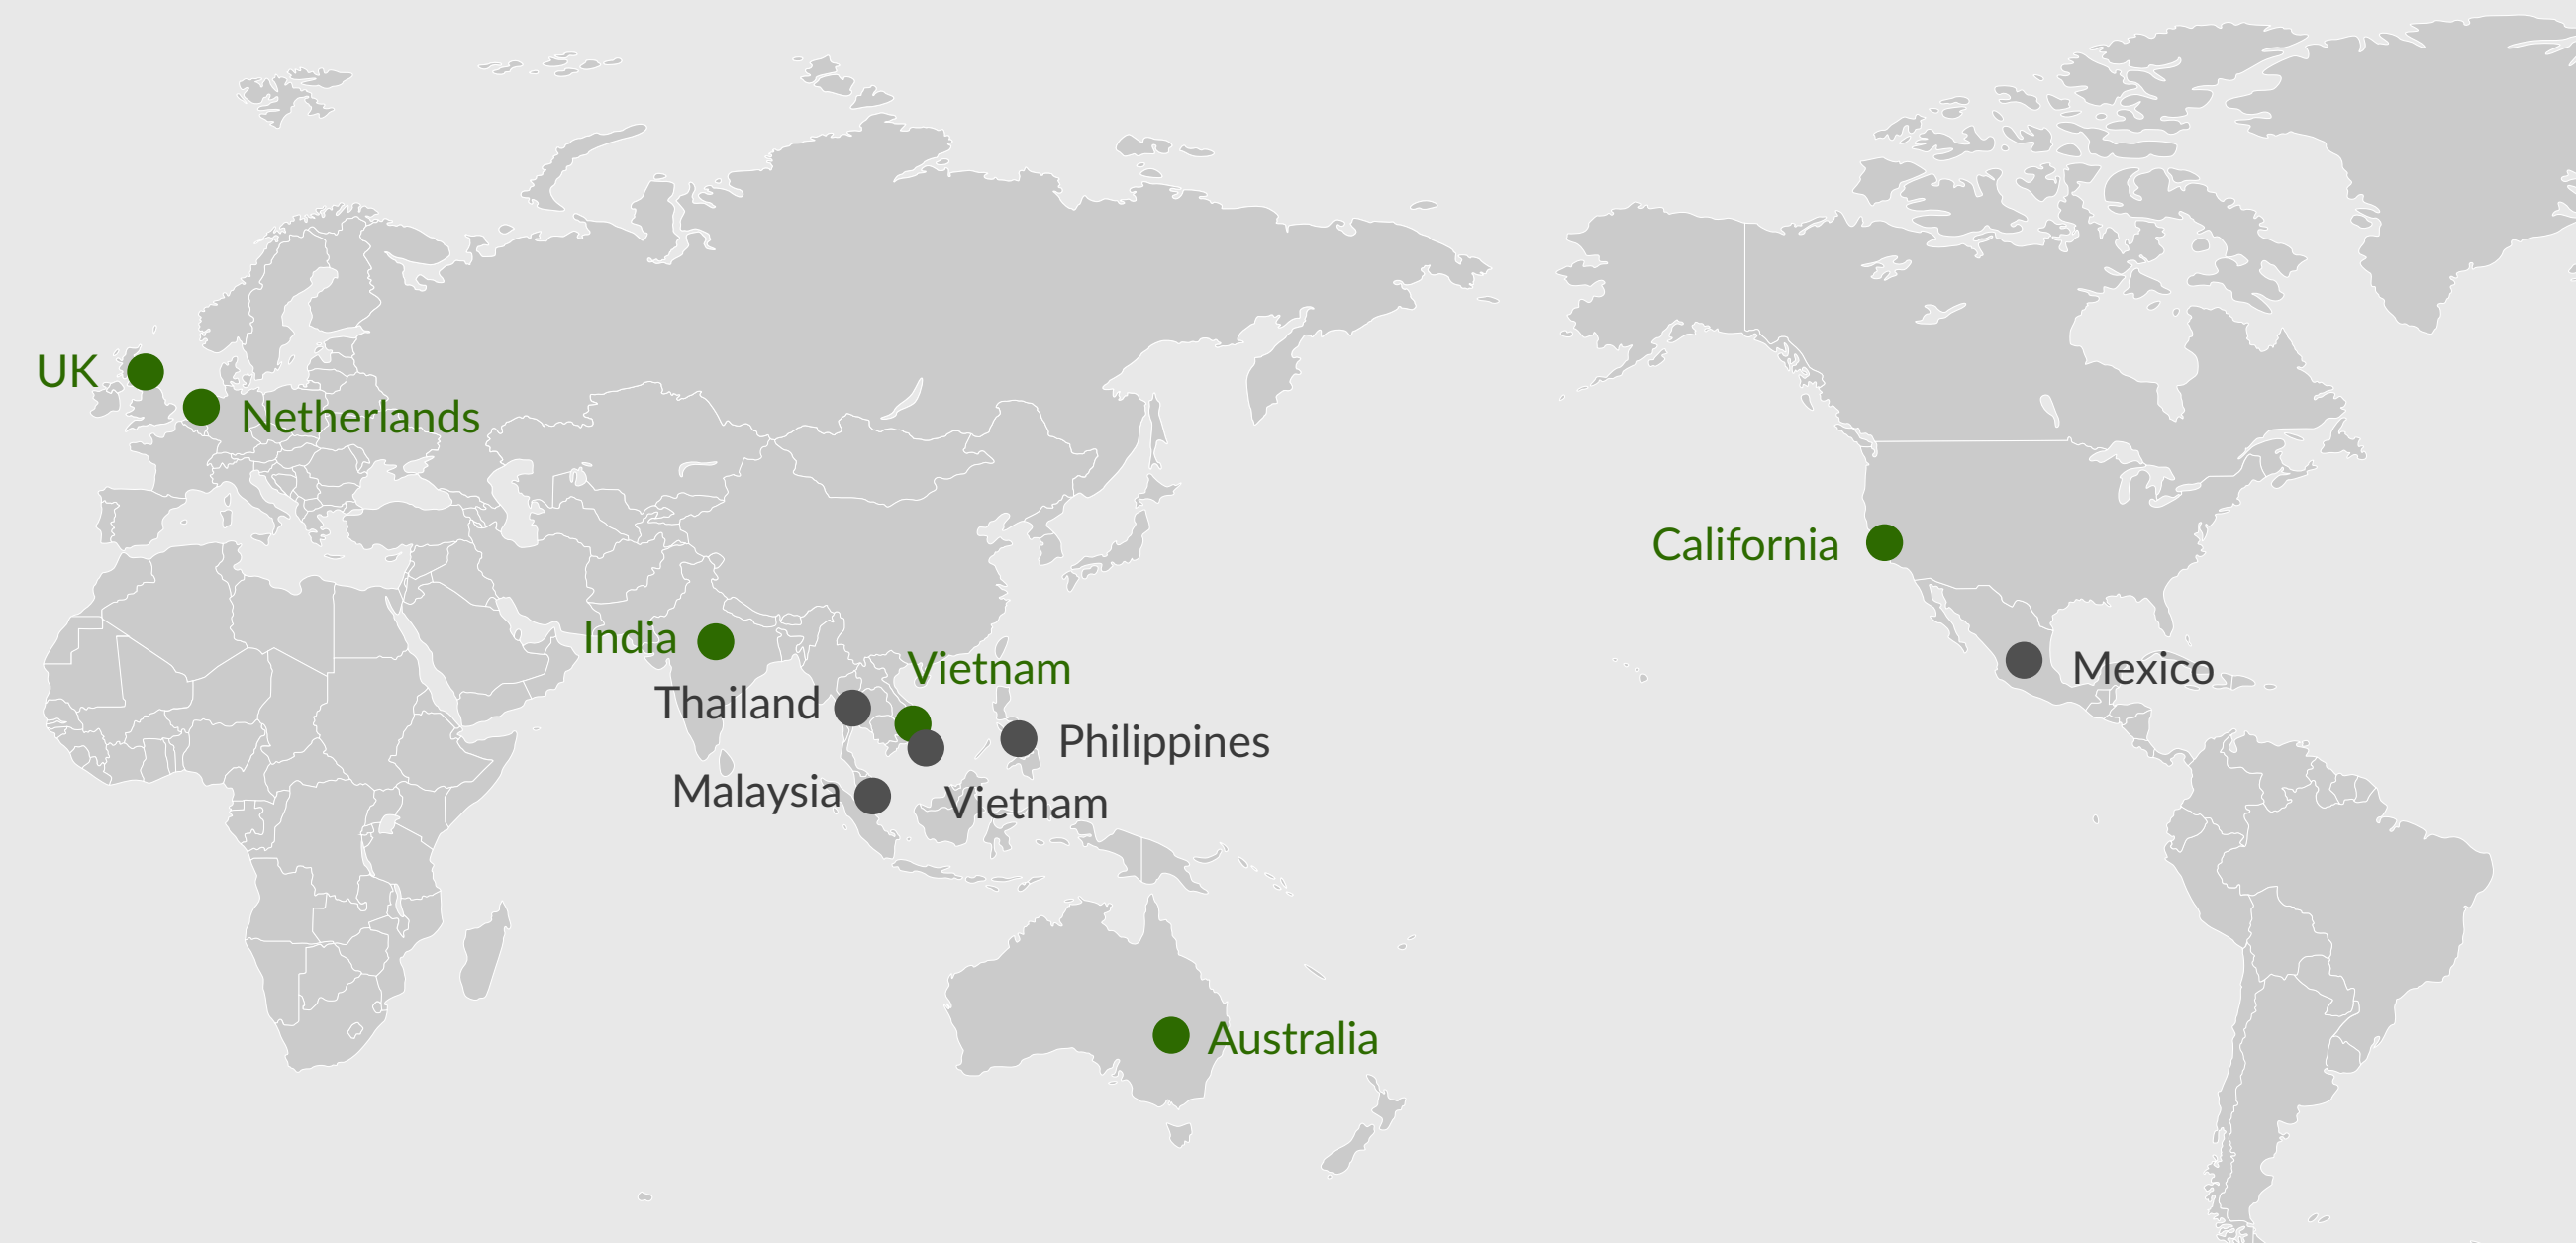 UK
Netherlands
California
India
Vietnam
Mexico
Thailand
Philippines
Malaysia
Vietnam
Australia